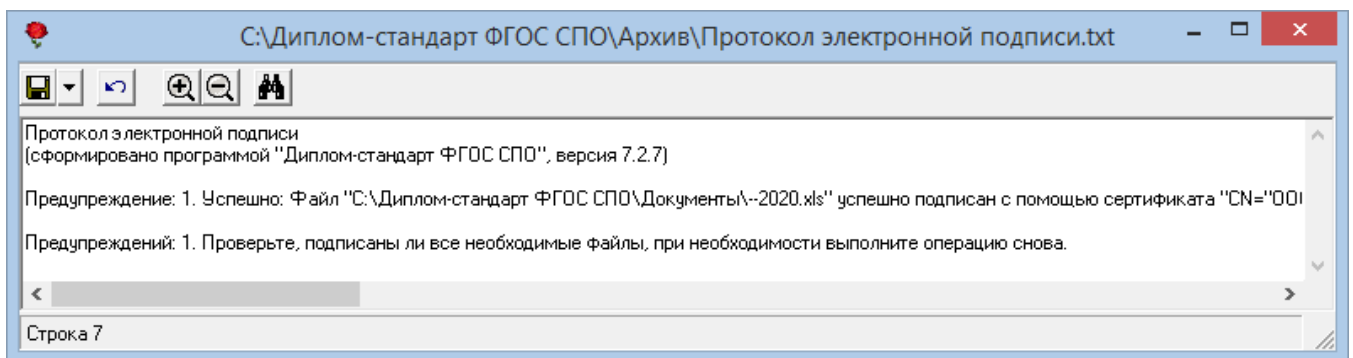 C:\Диплом-стандарт ФГОС СПО\Архив\Протокол электронной подписи.txt
Протокол электронной подписи
(сформировано программой "Диплом-стандарт ФГОС СПО", версия 7.2.7)
Предупреждение: 1. Успешно: Файл "C:\Диплом-стандарт ФГОС СПО\Документы\--2020.xls" успешно подписан с помощью сертификата "CN="ООО
Предупреждений: 1. Проверьте, подписаны ли все необходимые файлы, при необходимости выполните операцию снова.
Строка 7